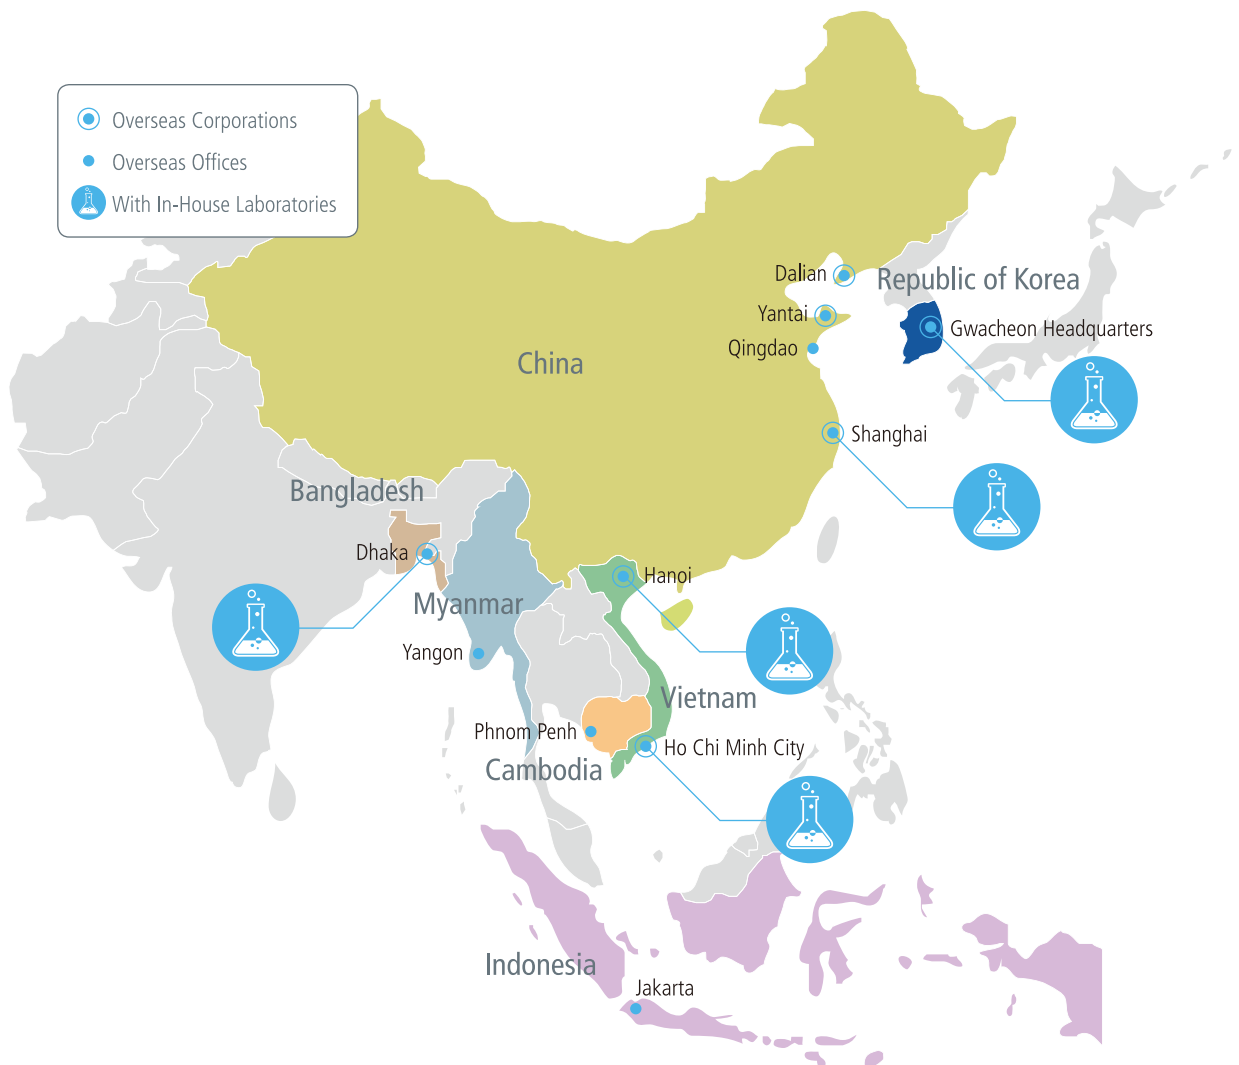 Overseas Corporations
Overseas Offices
With In-House Laboratories
Dalian
Republic of Korea
Yantai
Gwacheon Headquarters
Qingdao
China
Shanghai
Bangladesh
Dhaka
Hanoi
Myanmar
Yangon
Vietnam
Phnom Penh
Ho Chi Minh City
Cambodia
Indonesia
Jakarta